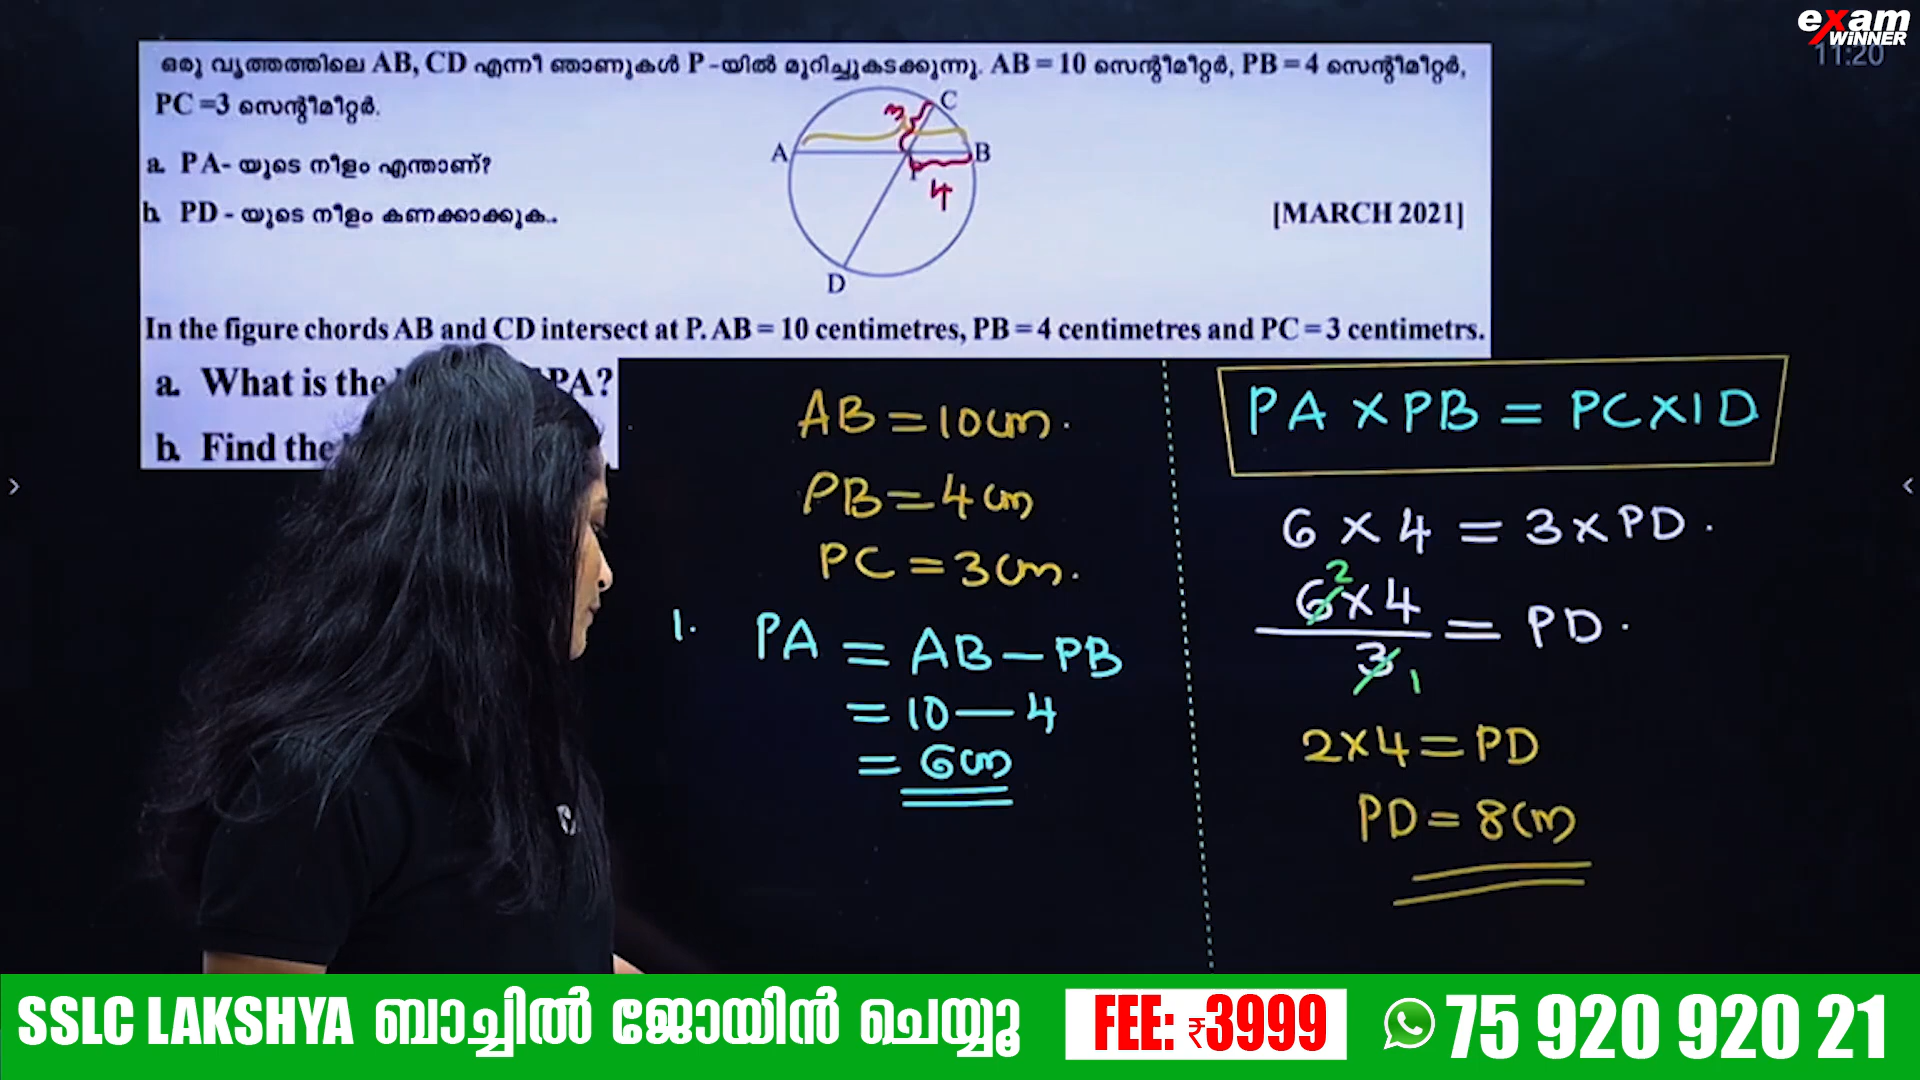 exam
WINNER
11:20
ഒരു വൃത്തത്തിലെ AB, CD എന്നീ ഞാണുകൾ P -യിൽ മുറിച്ചുകടക്കുന്നു. AB = 10 സെന്റീമീറ്റർ, PB = 4 സെന്റീമീറ്റർ,
PC =3 സെന്റീമീറ്റർ.
a. PA- യുടെ നീളം എന്താണ്?
b. PD - യുടെ നീളം കണക്കാക്കുക..
[MARCH 2021]
3
C
A
B
P
4
D
In the figure chords AB and CD intersect at P. AB = 10 centimetres, PB = 4 centimetres and PC = 3 centimetrs.
a. What is the PA?
b. Find the
AB = 10cm.
PB = 4cm
PC = 3cm.
1. PA = AB - PB
= 10 - 4
= 6cm
PA × PB = PC × PD
6 × 4 = 3 × PD.
2
6 × 4 = PD.
3 1
2×4 = PD
PD = 8cm
SSLC LAKSHYA ബാച്ചിൽ ജോയിൻ ചെയ്യൂ
FEE: ₹3999
75 920 920 21